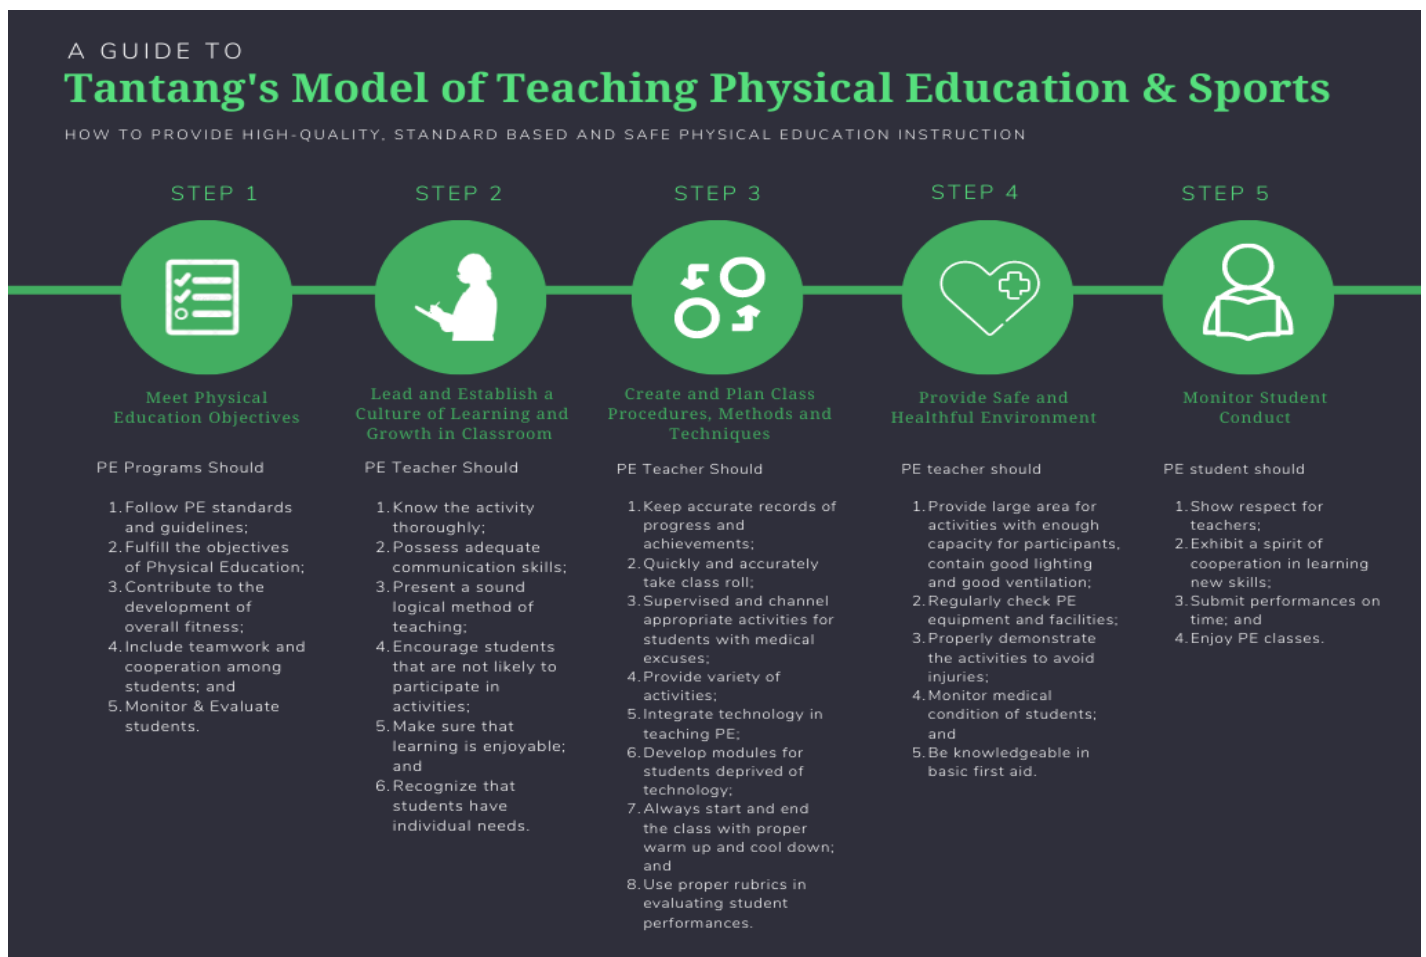 A GUIDE TO
Tantang's Model of Teaching Physical Education & Sports
HOW TO PROVIDE HIGH-QUALITY, STANDARD BASED AND SAFE PHYSICAL EDUCATION INSTRUCTION
STEP 1
Meet Physical
Education Objectives
PE Programs Should
1. Follow PE standards
and guidelines;
2. Fulfill the objectives
of Physical Education;
3. Contribute to the
development of
overall fitness;
4. Include teamwork and
cooperation among
students; and
5. Monitor & Evaluate
students.
STEP 2
Lead and Establish a
Culture of Learning and
Growth in Classroom
PE Teacher Should
1. Know the activity
thoroughly;
2. Possess adequate
communication skills;
3. Present a sound
logical method of
teaching;
4. Encourage students
that are not likely to
participate in
activities;
5. Make sure that
learning is enjoyable;
and
6. Recognize that
students have
individual needs.
STEP 3
Create and Plan Class
Procedures, Methods and
Techniques
PE Teacher Should
1. Keep accurate records of
progress and
achievements;
2. Quickly and accurately
take class roll;
3. Supervised and channel
appropriate activities for
students with medical
excuses;
4. Provide variety of
activities;
5. Integrate technology in
teaching PE;
6. Develop modules for
students deprived of
technology;
7. Always start and end
the class with proper
warm up and cool down;
and
8. Use proper rubrics in
evaluating student
performances.
STEP 4
Provide Safe and
Healthful Environment
PE teacher should
1. Provide large area for
activities with enough
capacity for participants,
contain good lighting
and good ventilation;
2. Regularly check PE
equipment and facilities;
3. Properly demonstrate
the activities to avoid
injuries;
4. Monitor medical
condition of students;
and
5. Be knowledgeable in
basic first aid.
STEP 5
Monitor Student
Conduct
PE student should
1. Show respect for
teachers;
2. Exhibit a spirit of
cooperation in learning
new skills;
3. Submit performances on
time; and
4. Enjoy PE classes.